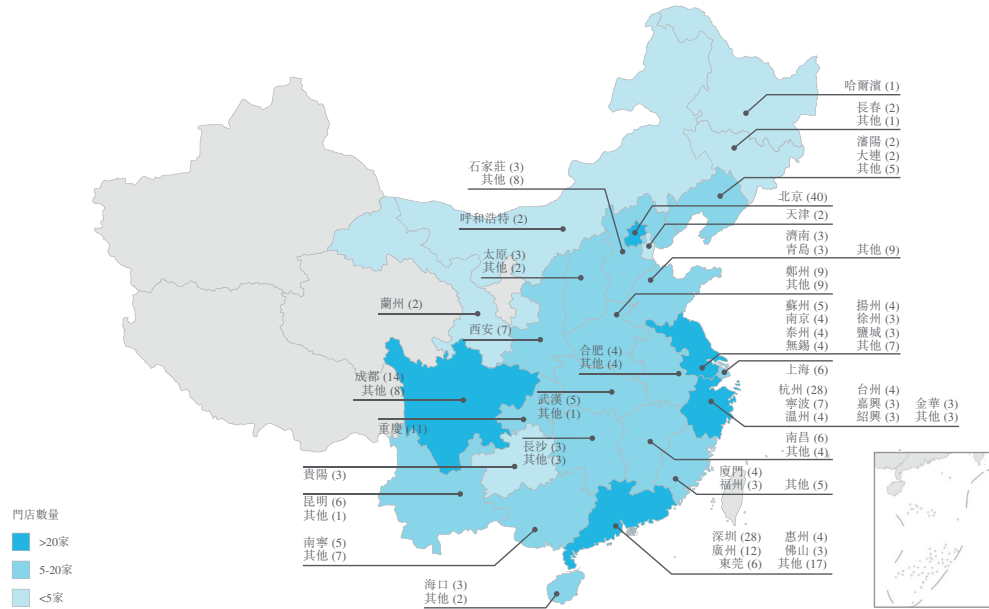 哈爾濱 (1)
長春 (2)
其他 (1)
瀋陽 (2)
大連 (2)
其他 (5)
石家莊 (3)
其他 (8)
北京 (40)
天津 (2)
呼和浩特 (2)
濟南 (3)
青島 (3) 其他 (9)
太原 (3)
其他 (2)
鄭州 (9)
其他 (9)
蘭州 (2)
蘇州 (5) 揚州 (4)
南京 (4) 徐州 (3)
泰州 (4) 鹽城 (3)
無錫 (4) 其他 (7)
西安 (7)
合肥 (4)
其他 (4)
上海 (6)
成都 (14)
其他 (8)
杭州 (28) 台州 (4)
寧波 (7) 嘉興 (3) 金華 (3)
溫州 (4) 紹興 (3) 其他 (3)
武漢 (5)
其他 (1)
重慶 (11)
南昌 (6)
其他 (4)
長沙 (3)
其他 (3)
貴陽 (3)
廈門 (4)
福州 (3) 其他 (5)
昆明 (6)
其他 (1)
門店數量
>20家
5-20家
<5家
南寧 (5)
其他 (7)
深圳 (28) 惠州 (4)
廣州 (12) 佛山 (3)
東莞 (6) 其他 (17)
海口 (3)
其他 (2)